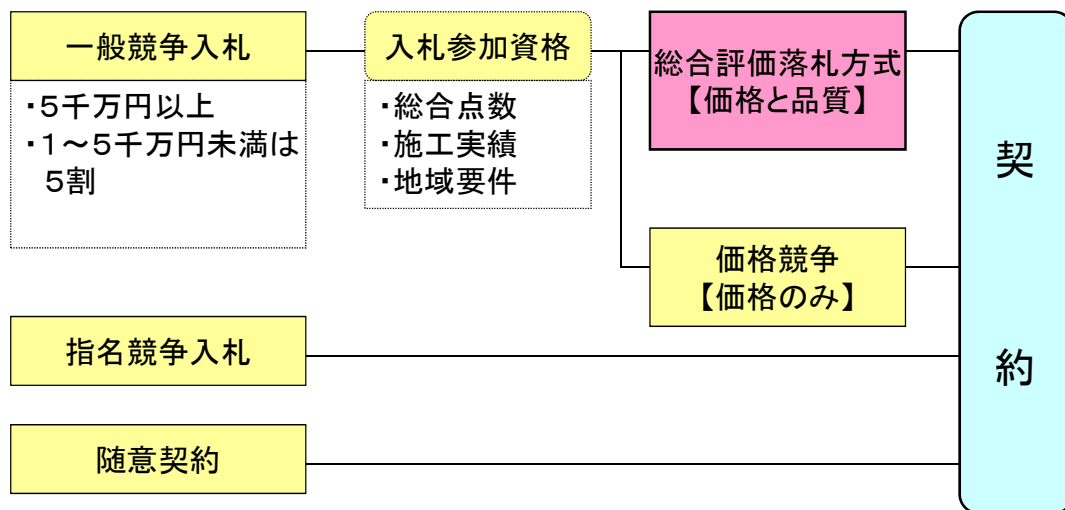 一般競争入札
・5千万円以上
・1～5千万円未満は
5割
入札参加資格
・総合点数
・施工実績
・地域要件
総合評価落札方式
【価格と品質】
価格競争
【価格のみ】
指名競争入札
随意契約
契
約